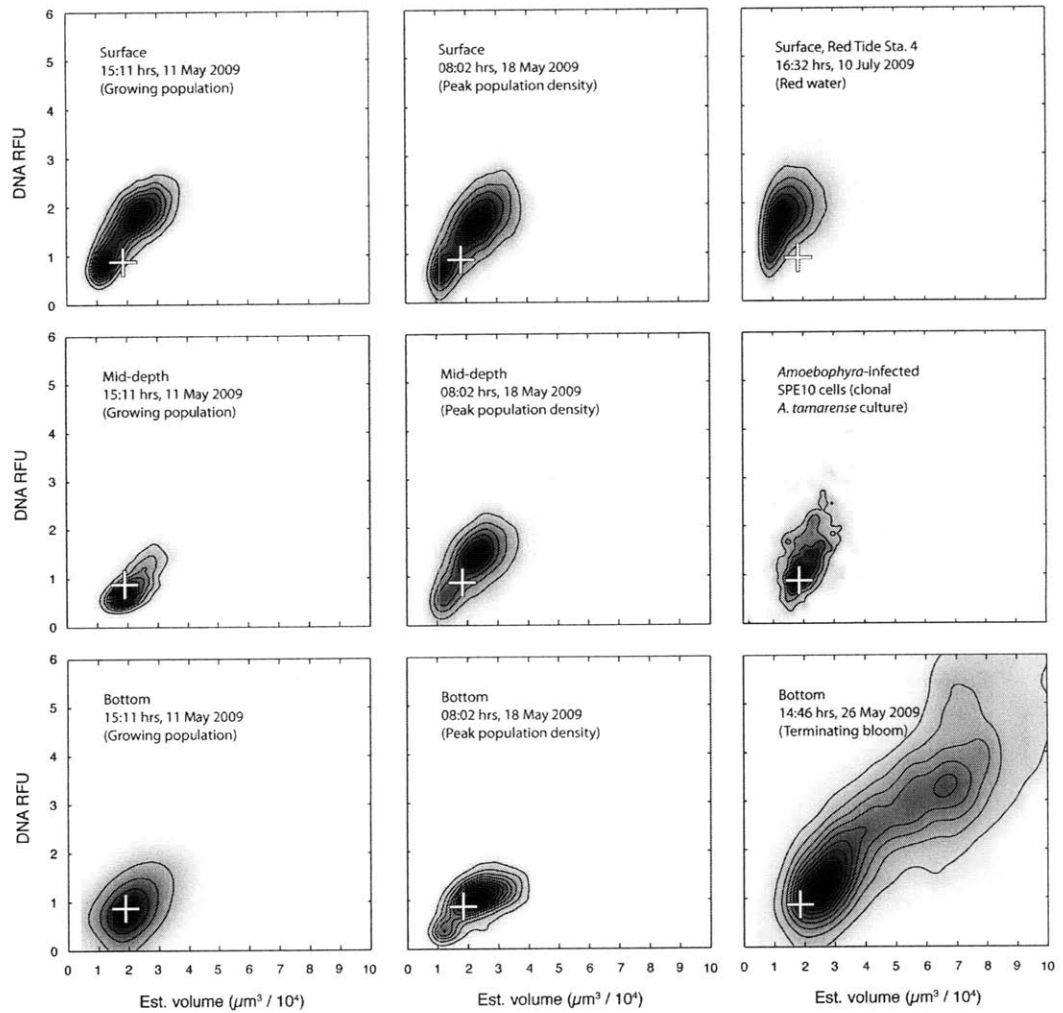 6
5
4
3
2
1
0
DNA RFU
Surface
15:11 hrs, 11 May 2009
(Growing population)
Surface
08:02 hrs, 18 May 2009
(Peak population density)
Surface, Red Tide Sta. 4
16:32 hrs, 10 July 2009
(Red water)
6
5
4
3
2
1
0
DNA RFU
Mid-depth
15:11 hrs, 11 May 2009
(Growing population)
Mid-depth
08:02 hrs, 18 May 2009
(Peak population density)
Amoebophyra-infected
SPE10 cells (clonal
A. tamarense culture)
6
5
4
3
2
1
0
DNA RFU
Bottom
15:11 hrs, 11 May 2009
(Growing population)
Bottom
08:02 hrs, 18 May 2009
(Peak population density)
Bottom
14:46 hrs, 26 May 2009
(Terminating bloom)
0 1 2 3 4 5 6 7 8 9 10
0 1 2 3 4 5 6 7 8 9 10
0 1 2 3 4 5 6 7 8 9 10
Est. volume (µm³ / 10⁴)
Est. volume (µm³ / 10⁴)
Est. volume (µm³ / 10⁴)